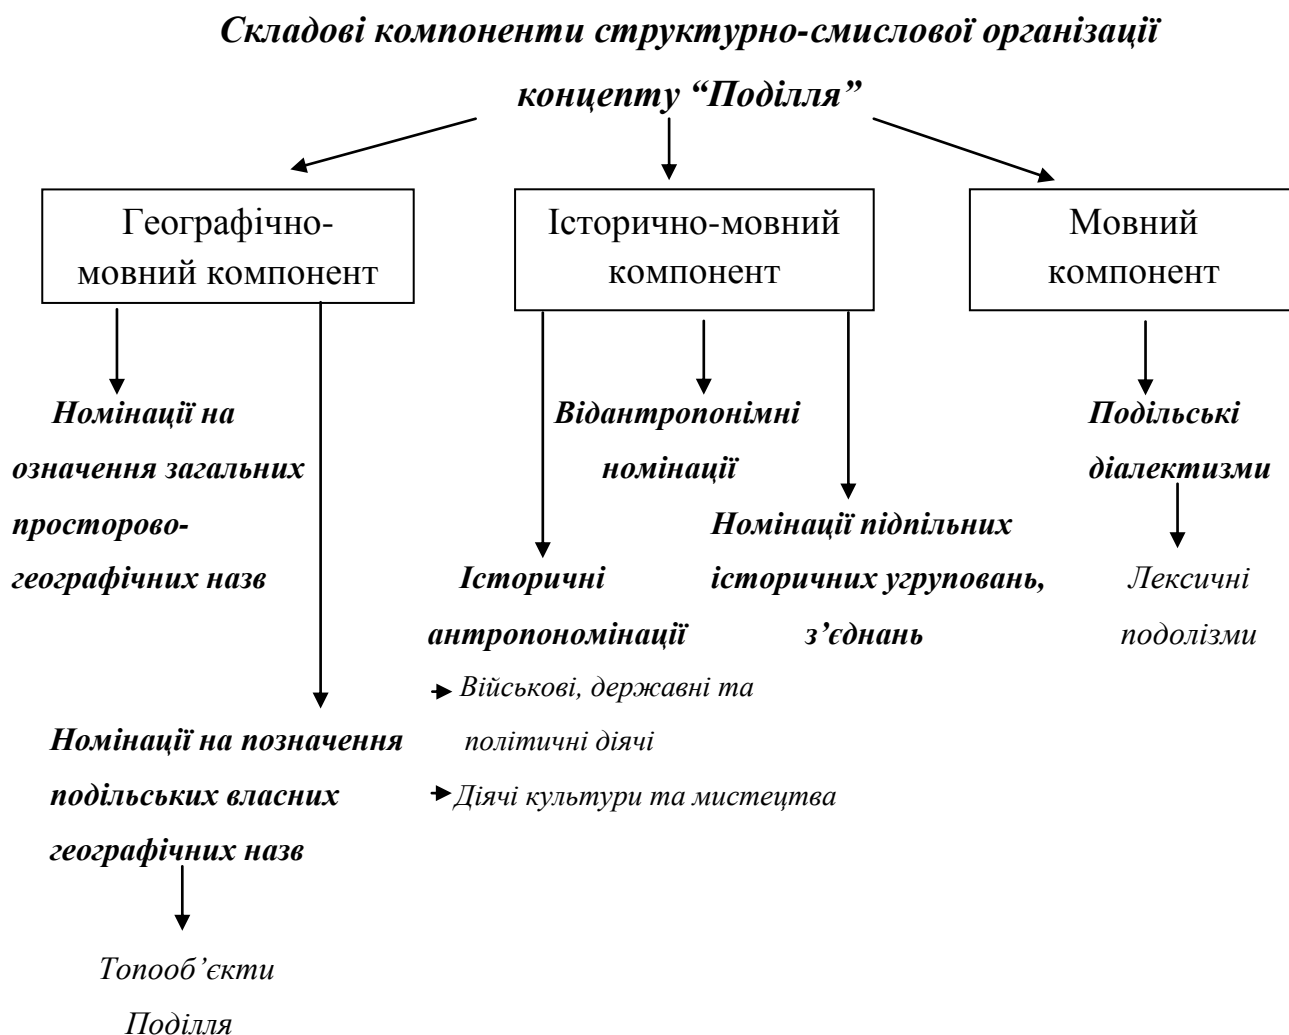 Складові компоненти структурно-смислової організації
концепту “Поділля”
Географічно-
мовний компонент
Історично-мовний
компонент
Мовний
компонент
Номінації на
означення загальних
просторово-
географічних назв
Відантропонімні
номінації
Подільські
діалектизми
Номінації підпільних
історичних угруповань,
з’єднань
Історичні
антропономінації
Лексичні
подолізми
Військові, державні та
політичні діячі
Діячі культури та мистецтва
Номінації на позначення
подільських власних
географічних назв
Топооб’єкти
Поділля